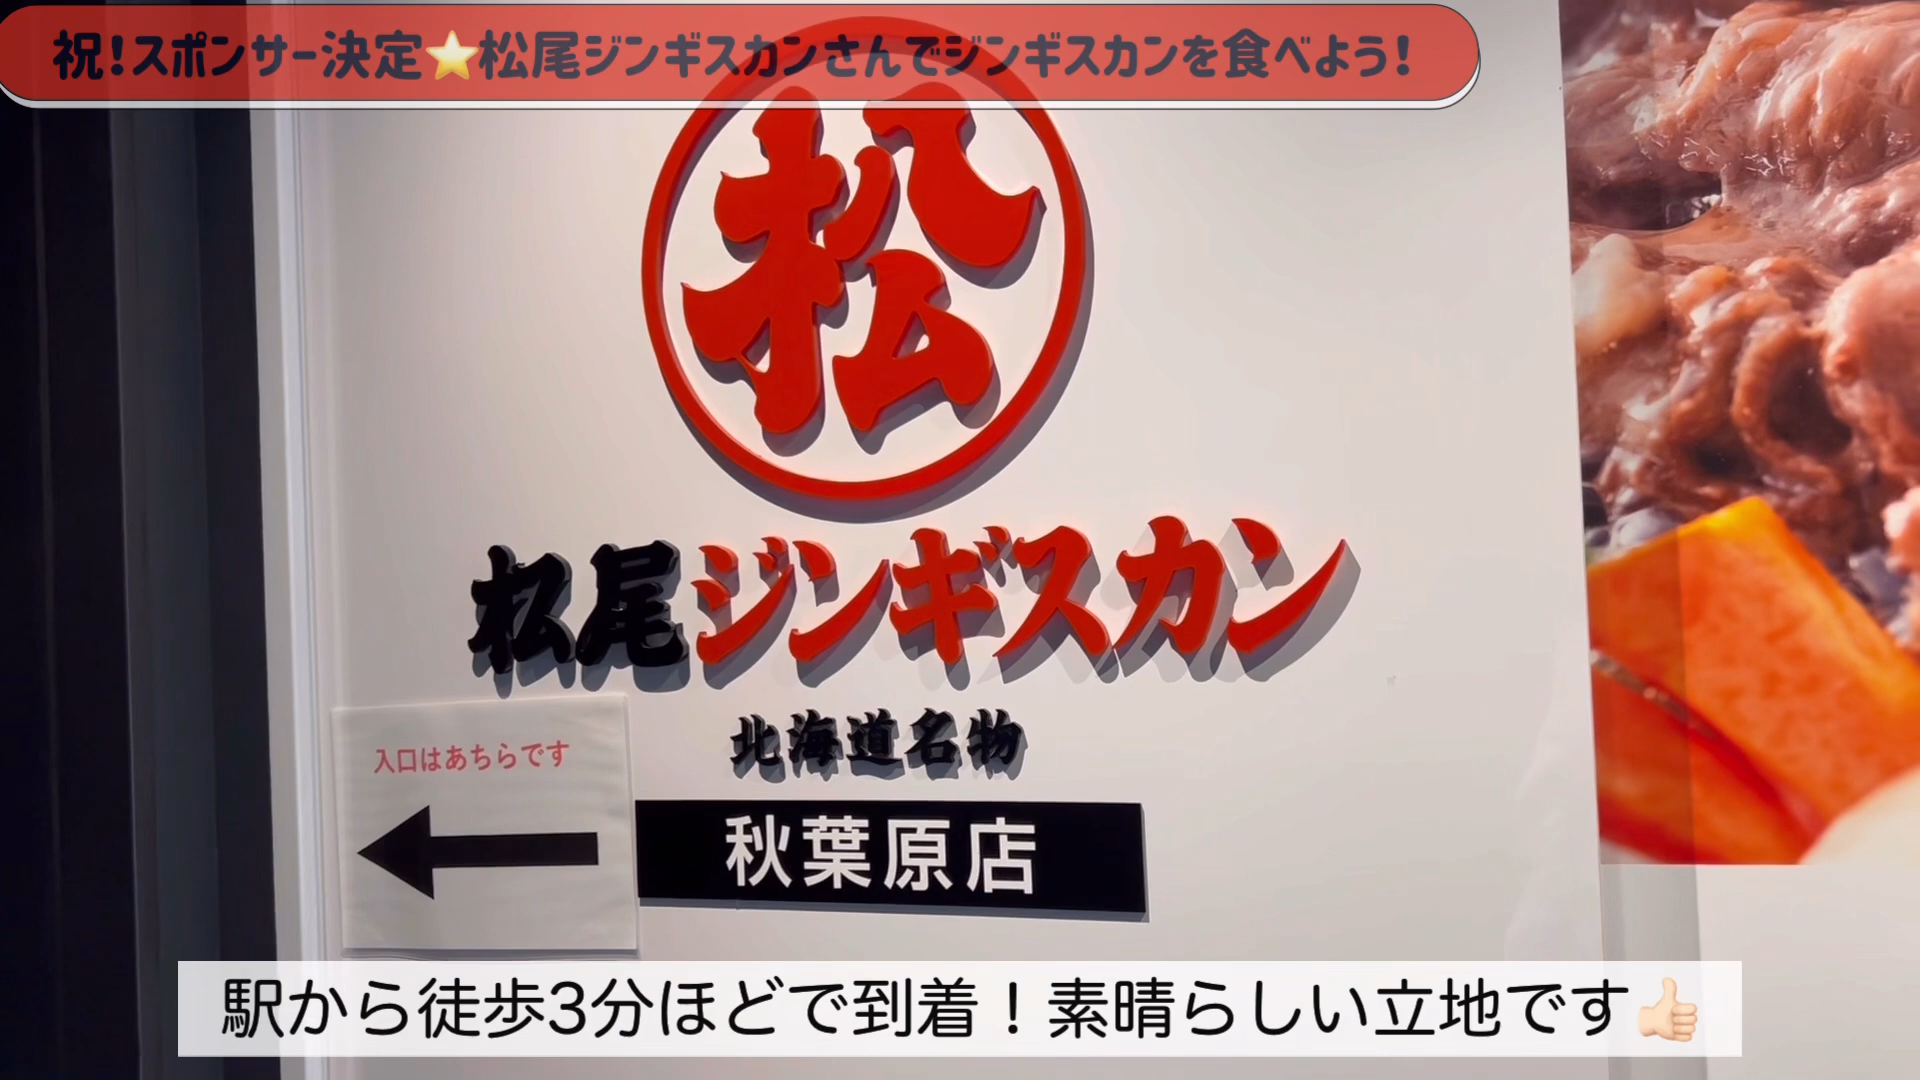 祝!スポンサー決定⭐松尾ジンギスカンさんでジンギスカンを食べよう!
松
松尾ジンギスカン
北海道名物
入口はあちらです
秋葉原店
駅から徒歩3分ほどで到着！素晴らしい立地です👍🏻